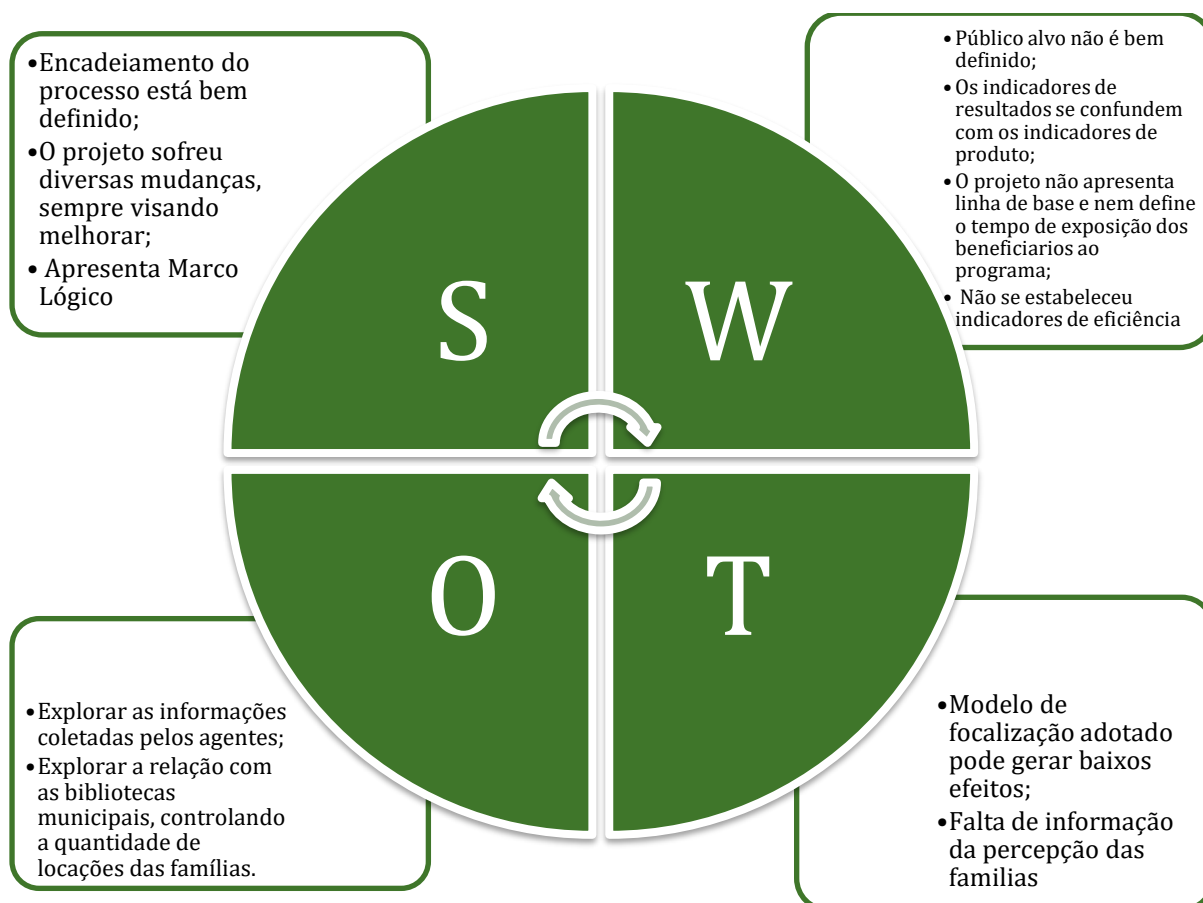 •Encadeiamento do
processo está bem
definido;
•O projeto sofreu
diversas mudanças,
sempre visando
melhorar;
• Apresenta Marco
Lógico
S
•Público alvo não é bem
definido;
•Os indicadores de
resultados se confundem
com os indicadores de
produto;
•O projeto não apresenta
linha de base e nem define
o tempo de exposição dos
beneficiarios ao
programa;
• Não se estabeleceu
indicadores de eficiência
W
O
•Explorar as informações
coletadas pelos agentes;
•Explorar a relação com
as bibliotecas
municipais, controlando
a quantidade de
locações das famílias.
T
•Modelo de
focalização adotado
pode gerar baixos
efeitos;
•Falta de informação
da percepção das
familias